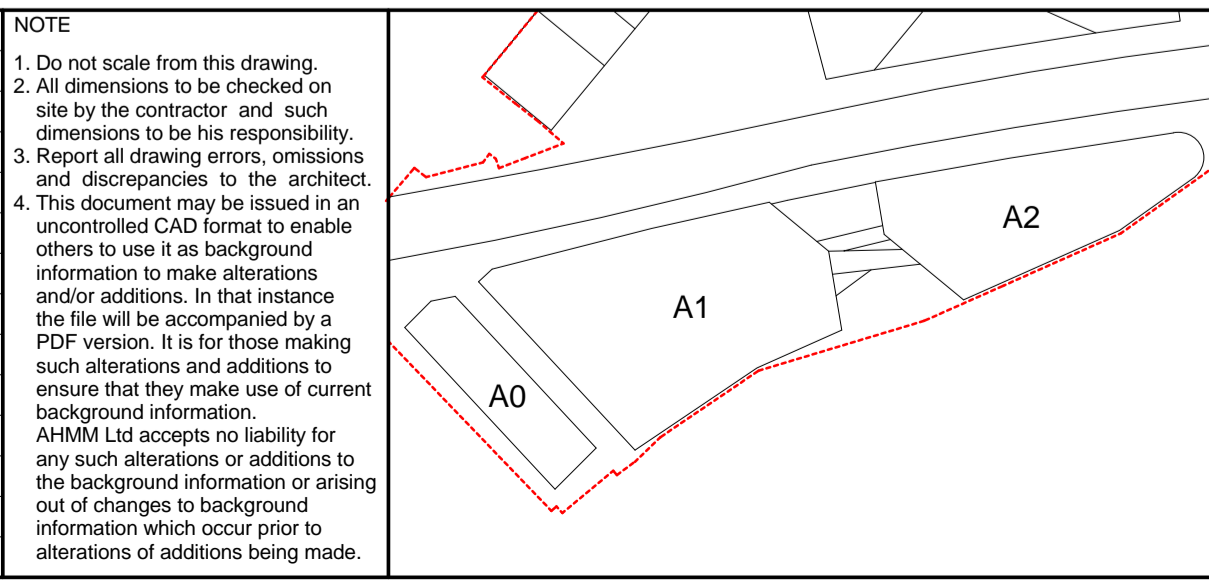 NOTE
1. Do not scale from this drawing.
2. All dimensions to be checked on
site by the contractor and such
dimensions to be his responsibility.
3. Report all drawing errors, omissions
and discrepancies to the architect.
4. This document may be issued in an
uncontrolled CAD format to enable
others to use it as background
information to make alterations
and/or additions. In that instance
the file will be accompanied by a
PDF version. It is for those making
such alterations and additions to
ensure that they make use of current
background information.
AHMM Ltd accepts no liability for
any such alterations or additions to
the background information or arising
out of changes to background
information which occur prior to
alterations of additions being made.
A2
A1
A0